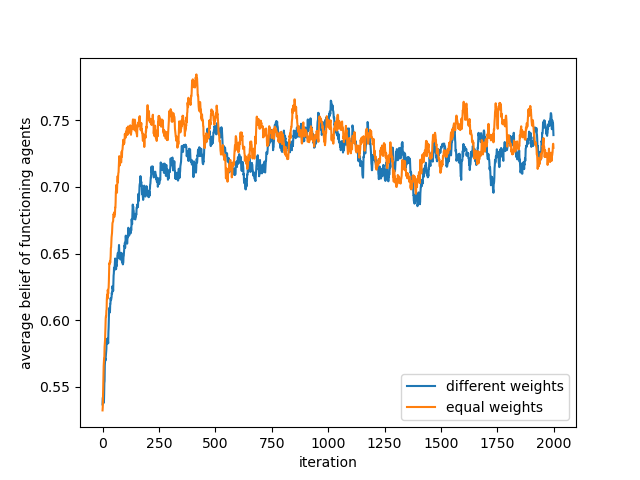 0.75
0.70
0.65
0.60
0.55
average belief of functioning agents
0 250 500 750 1000 1250 1500 1750 2000
iteration
different weights
equal weights